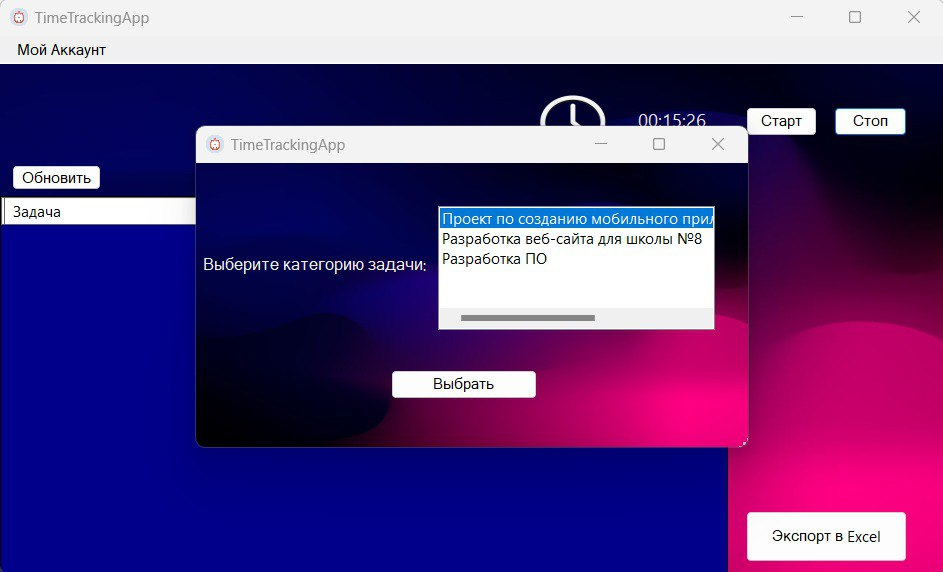 TimeTrackingApp
Мой Аккаунт
00:15:26
Старт
Стоп
TimeTrackingApp
Обновить
Задача
Проект по созданию мобильного
Разработка веб-сайта для школы №8
Разработка ПО
Выберите категорию задачи:
Выбрать
Экспорт в Excel